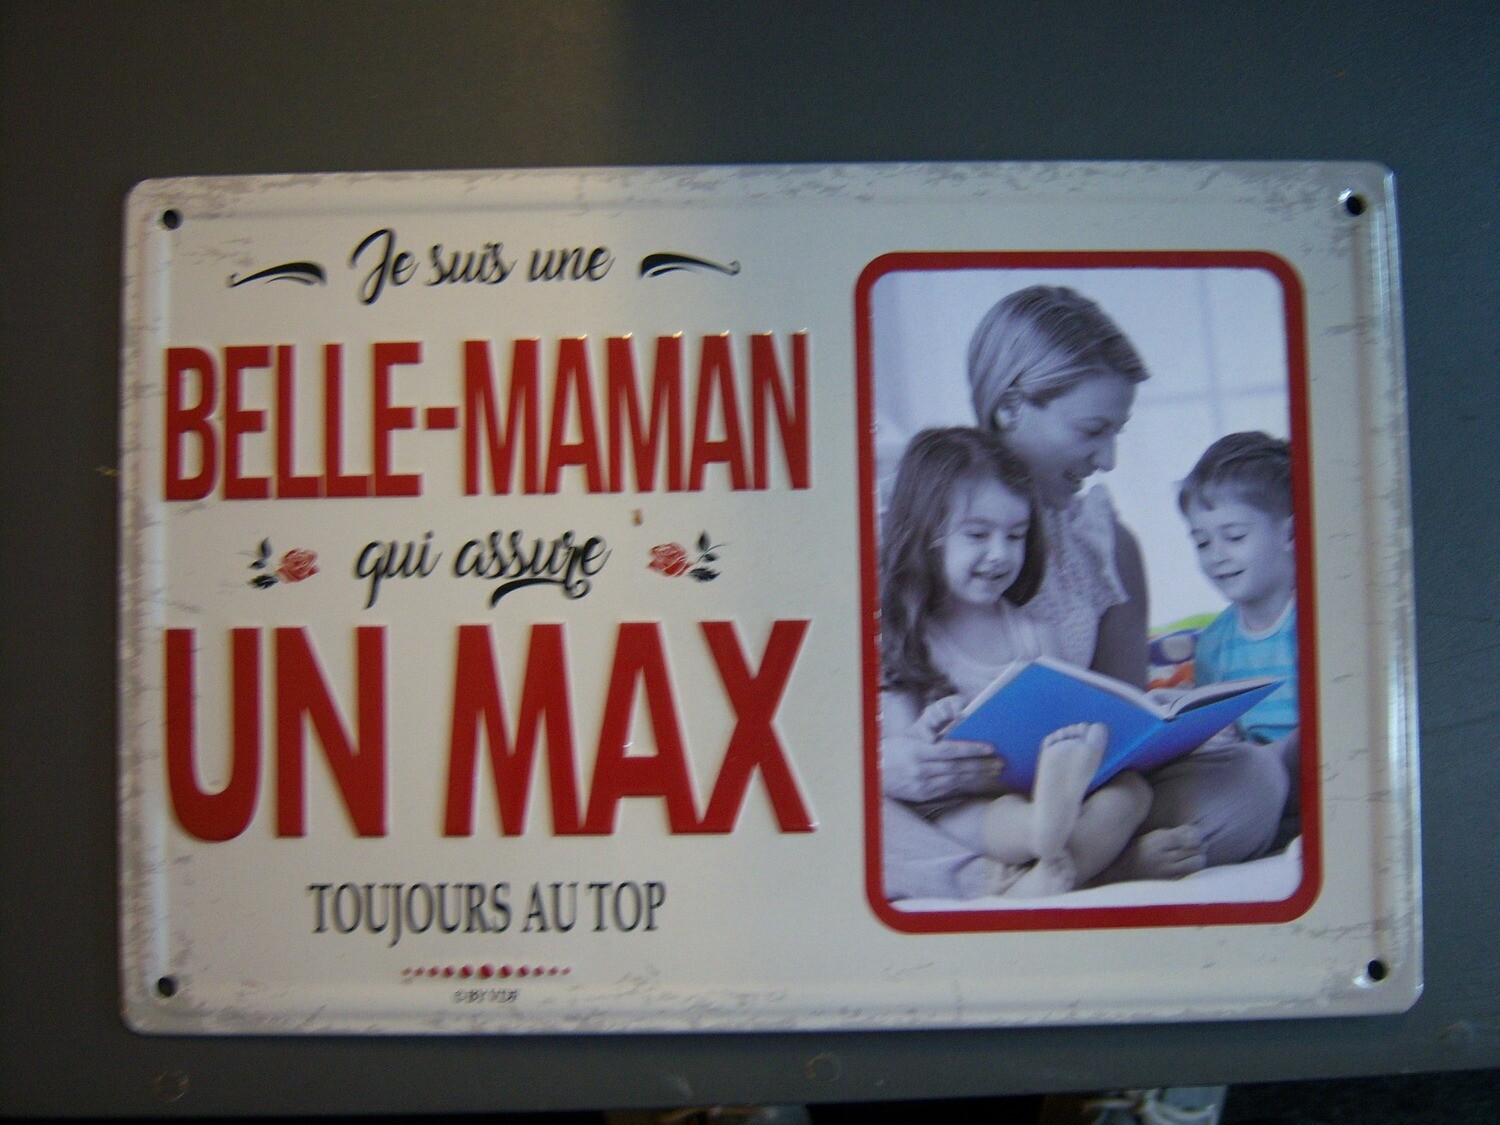 Je suis une
BELLE-MAMAN
qui assure
UN MAX
TOUJOURS AU TOP